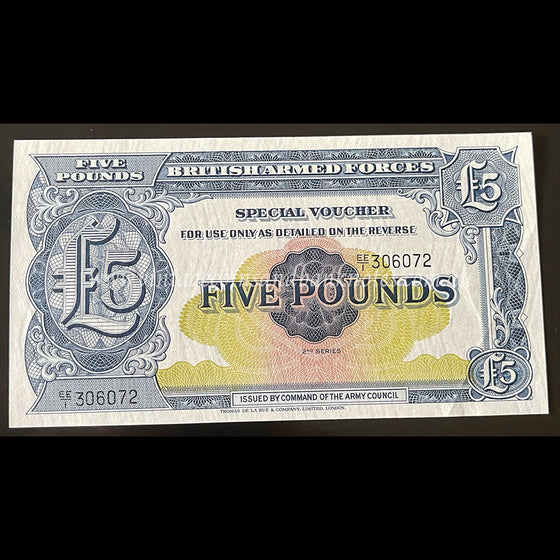 FIVE POUNDS
BRITISH ARMED FORCES
£5
SPECIAL VOUCHER
FOR USE ONLY AS DETAILED ON THE REVERSE
EE/1 306072
£5
FIVE POUNDS
2ND SERIES
£5
EE/1 306072
ISSUED BY COMMAND OF THE ARMY COUNCIL
THOMAS DE LA RUE & COMPANY, LIMITED, LONDON.